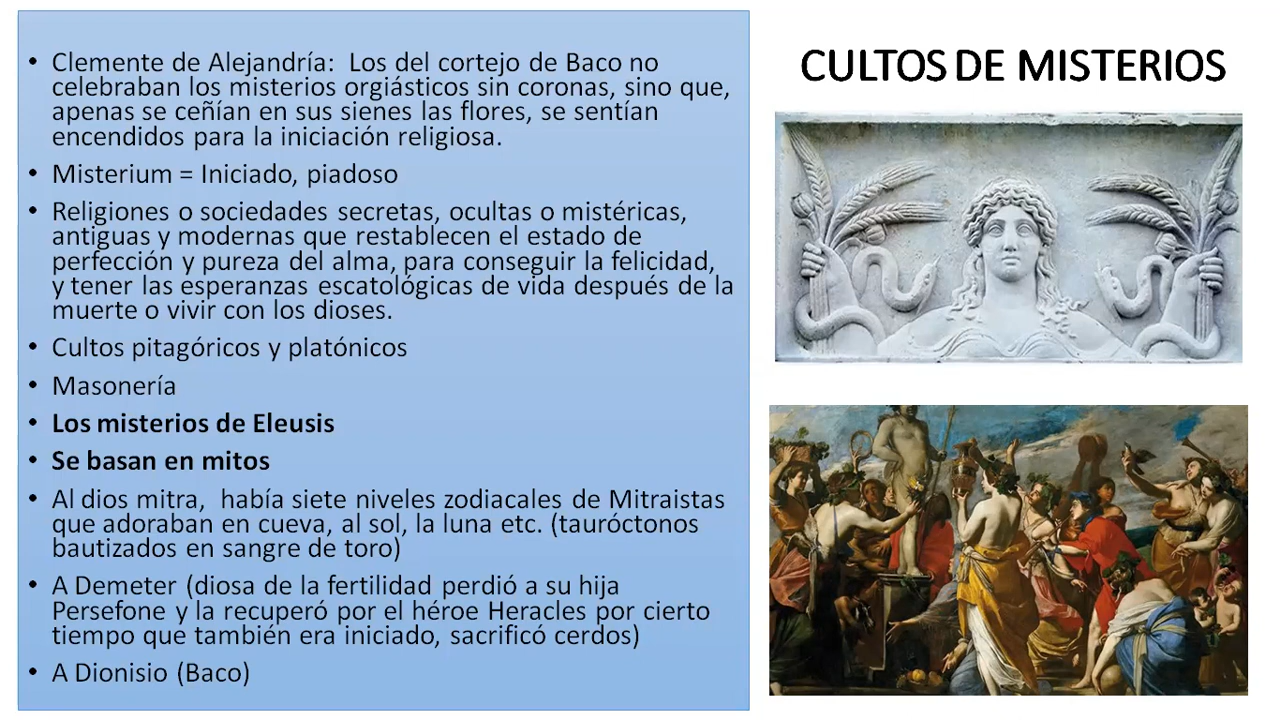 CULTOS DE MISTERIOS
• Clemente de Alejandría: Los del cortejo de Baco no
celebraban los misterios orgiásticos sin coronas, sino que,
apenas se ceñían en sus sienes las flores, se sentían
encendidos para la iniciación religiosa.
• Misterium = Iniciado, piadoso
• Religiones o sociedades secretas, ocultas o mistéricas,
antiguas y modernas que restablecen el estado de
perfección y pureza del alma, para conseguir la felicidad,
y tener las esperanzas escatológicas de vida después de la
muerte o vivir con los dioses.
• Cultos pitagóricos y platónicos
• Masonería
• Los misterios de Eleusis
• Se basan en mitos
• Al dios mitra, había siete niveles zodiacales de Mitraistas
que adoraban en cueva, al sol, la luna etc. (tauróctonos
bautizados en sangre de toro)
• A Demeter (diosa de la fertilidad perdió a su hija
Persefone y la recuperó por el héroe Heracles por cierto
tiempo que también era iniciado, sacrificó cerdos)
• A Dionisio (Baco)